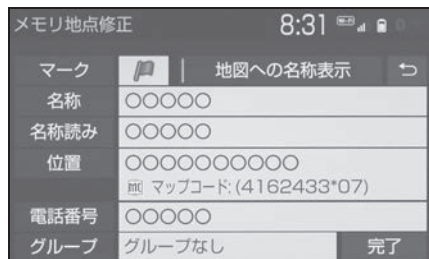 メモリ地点修正 8:31
マーク 地図への名称表示
名称 ○○○○○
名称読み ○○○○○
位置 ○○○○○○○○○○
マップコード:(4162433*07)
電話番号 ○○○○○
グループ グループなし 完了